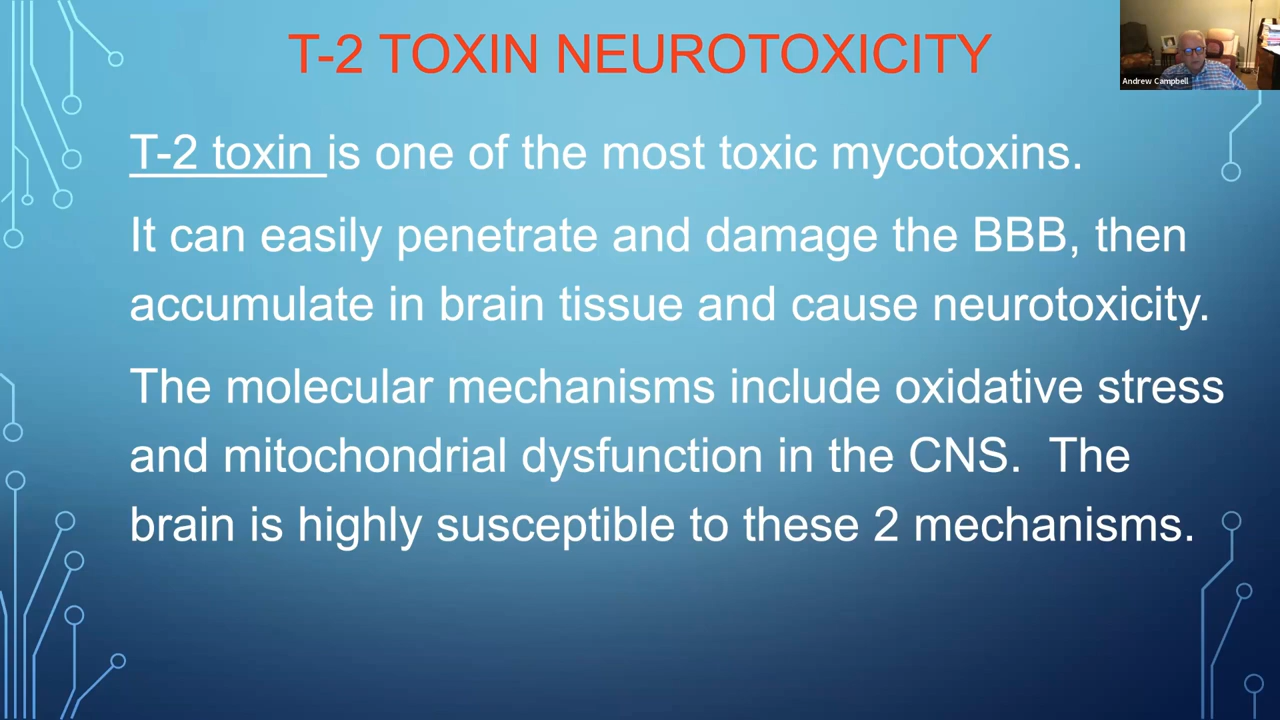 T-2 TOXIN NEUROTOXICITY
Andrew Campbell
T-2 toxin is one of the most toxic mycotoxins.
It can easily penetrate and damage the BBB, then
accumulate in brain tissue and cause neurotoxicity.
The molecular mechanisms include oxidative stress
and mitochondrial dysfunction in the CNS.  The
brain is highly susceptible to these 2 mechanisms.